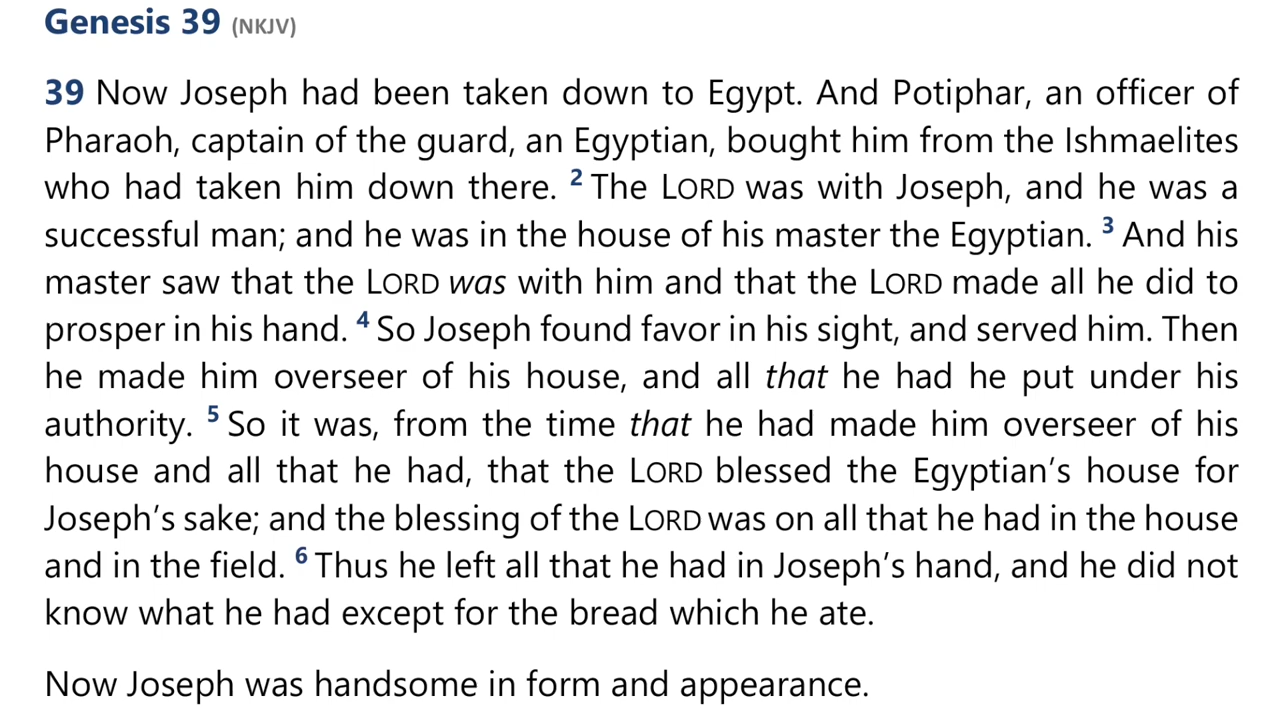 Genesis 39 (NKJV)
39 Now Joseph had been taken down to Egypt. And Potiphar, an officer of
Pharaoh, captain of the guard, an Egyptian, bought him from the Ishmaelites
who had taken him down there. 2 The LORD was with Joseph, and he was a
successful man; and he was in the house of his master the Egyptian. 3 And his
master saw that the LORD was with him and that the LORD made all he did to
prosper in his hand. 4 So Joseph found favor in his sight, and served him. Then
he made him overseer of his house, and all that he had he put under his
authority. 5 So it was, from the time that he had made him overseer of his
house and all that he had, that the LORD blessed the Egyptian’s house for
Joseph’s sake; and the blessing of the LORD was on all that he had in the house
and in the field. 6 Thus he left all that he had in Joseph’s hand, and he did not
know what he had except for the bread which he ate.
Now Joseph was handsome in form and appearance.